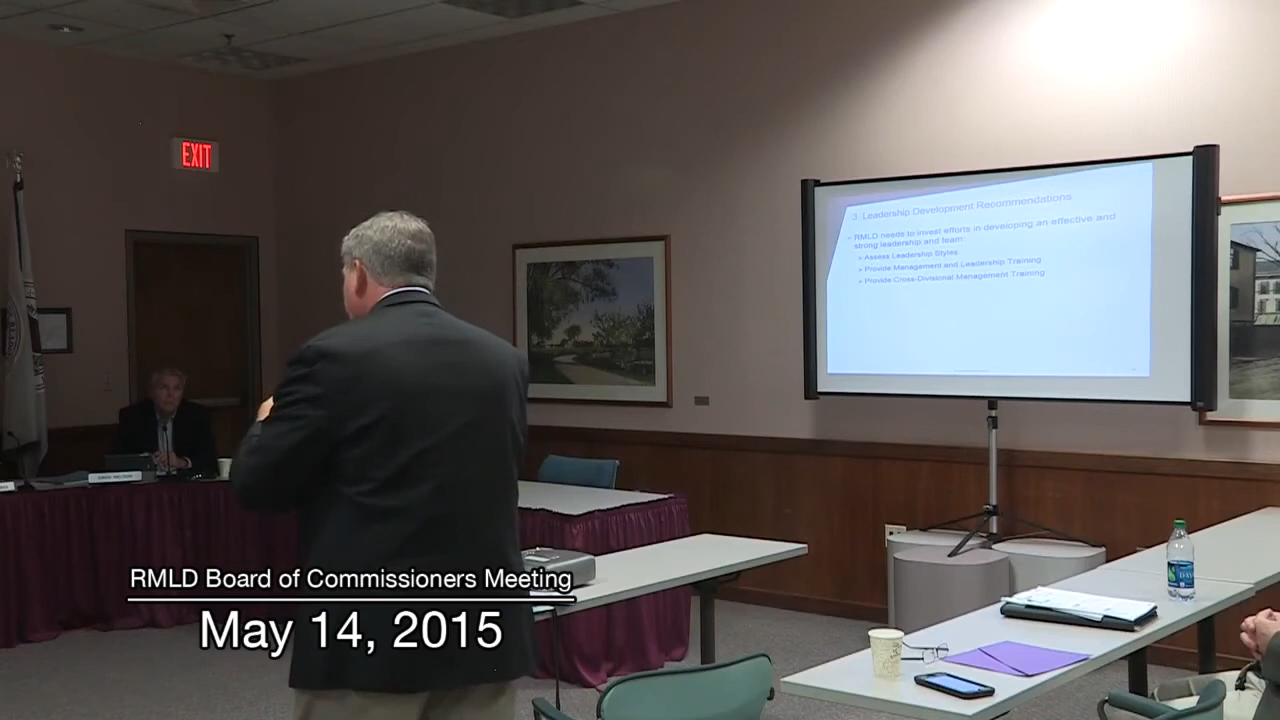 EXIT
3. Leadership Development Recommendations
RMLD needs to invest efforts in developing an effective and
strong leadership and team:
Assess Leadership Styles
Provide Management and Leadership Training
Provide Cross-Divisional Management Training
RMLD Board of Commissioners Meeting
May 14, 2015